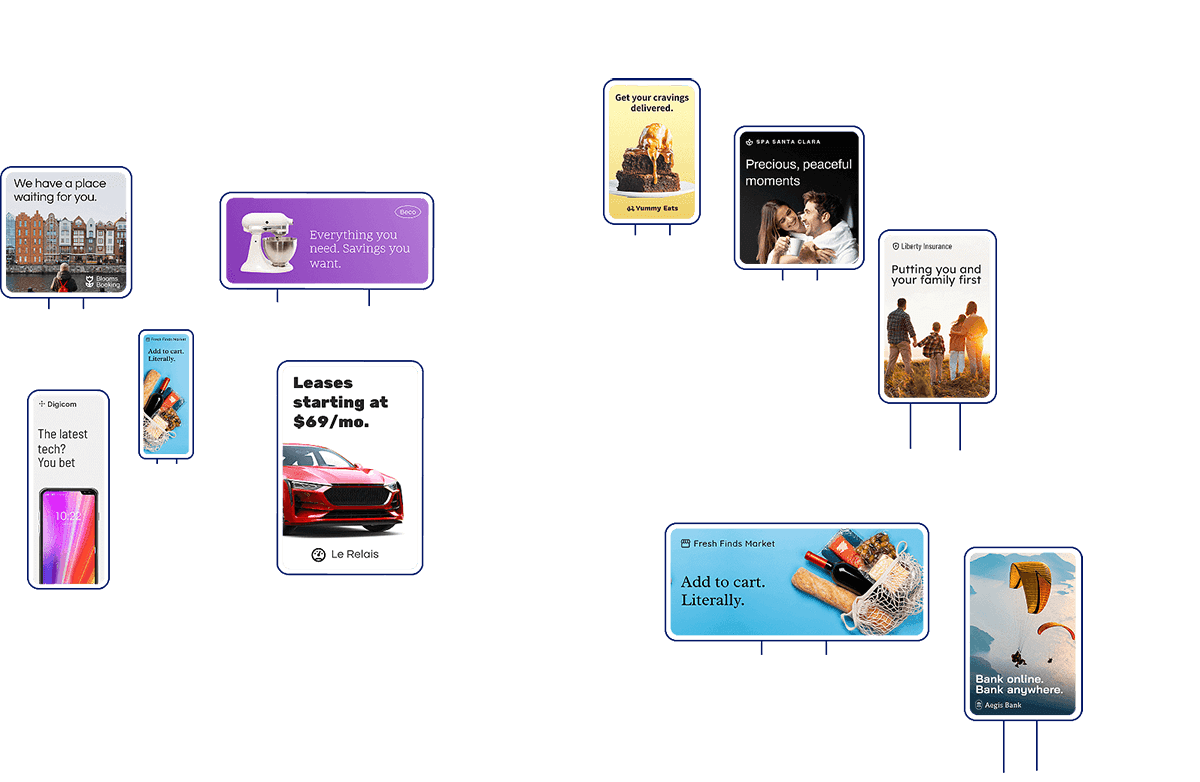 Get your cravings
delivered.
Yummy Eats
SPA SANTA CLARA
Precious, peaceful
moments
We have a place
waiting for you.
Blooms
Booking
Beco
Everything you
need. Savings you
want.
Liberty Insurance
Putting you and
your family first
Fresh Finds Market
Add to cart.
Literally.
Digicom
The latest
tech?
You bet
10:22
Leases
starting at
$69/mo.
Le Relais
Fresh Finds Market
Add to cart.
Literally.
Bank online.
Bank anywhere.
Aegis Bank